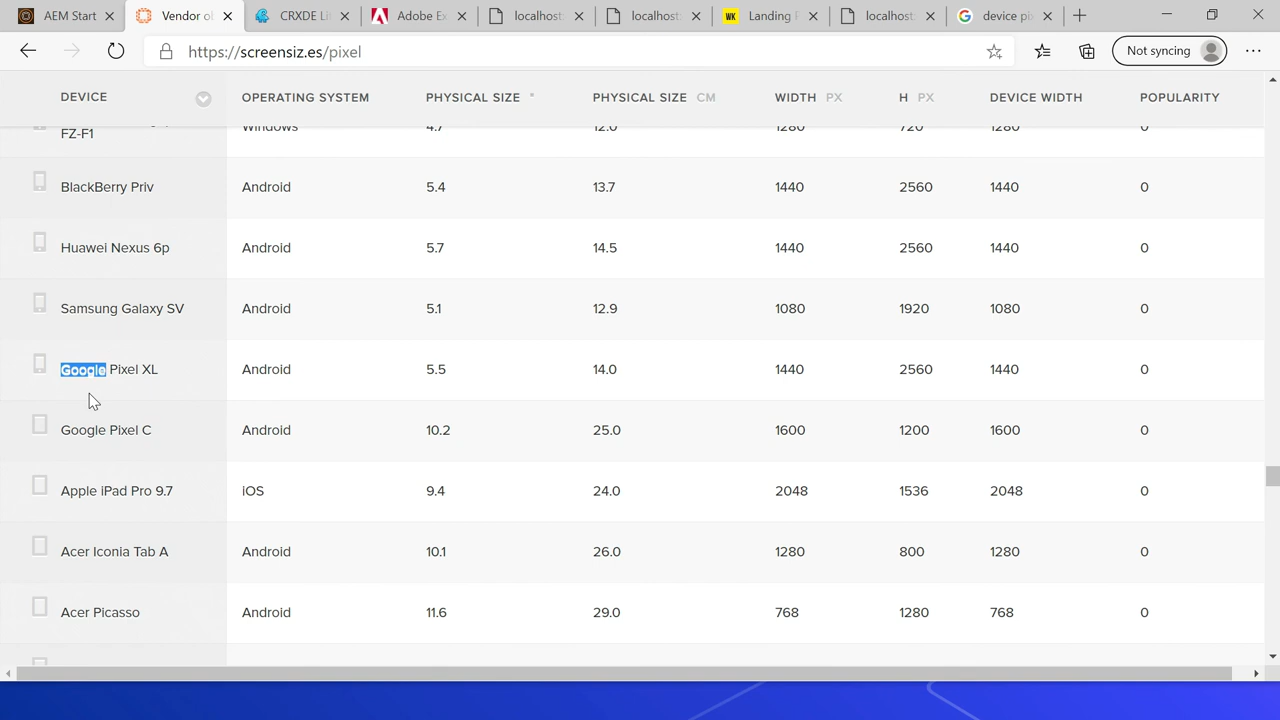 AEM Start
Vendor ol
CRXDE Li
Adobe Ex
localhost:
localhost:
WK
Landing P
localhost:
device pix
https://screensiz.es/pixel
Not syncing
DEVICE OPERATING SYSTEM PHYSICAL SIZE " PHYSICAL SIZE CM WIDTH PX H PX DEVICE WIDTH POPULARITY
FZ-F1 Windows 4.7 12.0 1280 720 1280 0
BlackBerry Priv Android 5.4 13.7 1440 2560 1440 0
Huawei Nexus 6p Android 5.7 14.5 1440 2560 1440 0
Samsung Galaxy SV Android 5.1 12.9 1080 1920 1080 0
Google Pixel XL Android 5.5 14.0 1440 2560 1440 0
Google Pixel C Android 10.2 25.0 1600 1200 1600 0
Apple iPad Pro 9.7 iOS 9.4 24.0 2048 1536 2048 0
Acer Iconia Tab A Android 10.1 26.0 1280 800 1280 0
Acer Picasso Android 11.6 29.0 768 1280 768 0